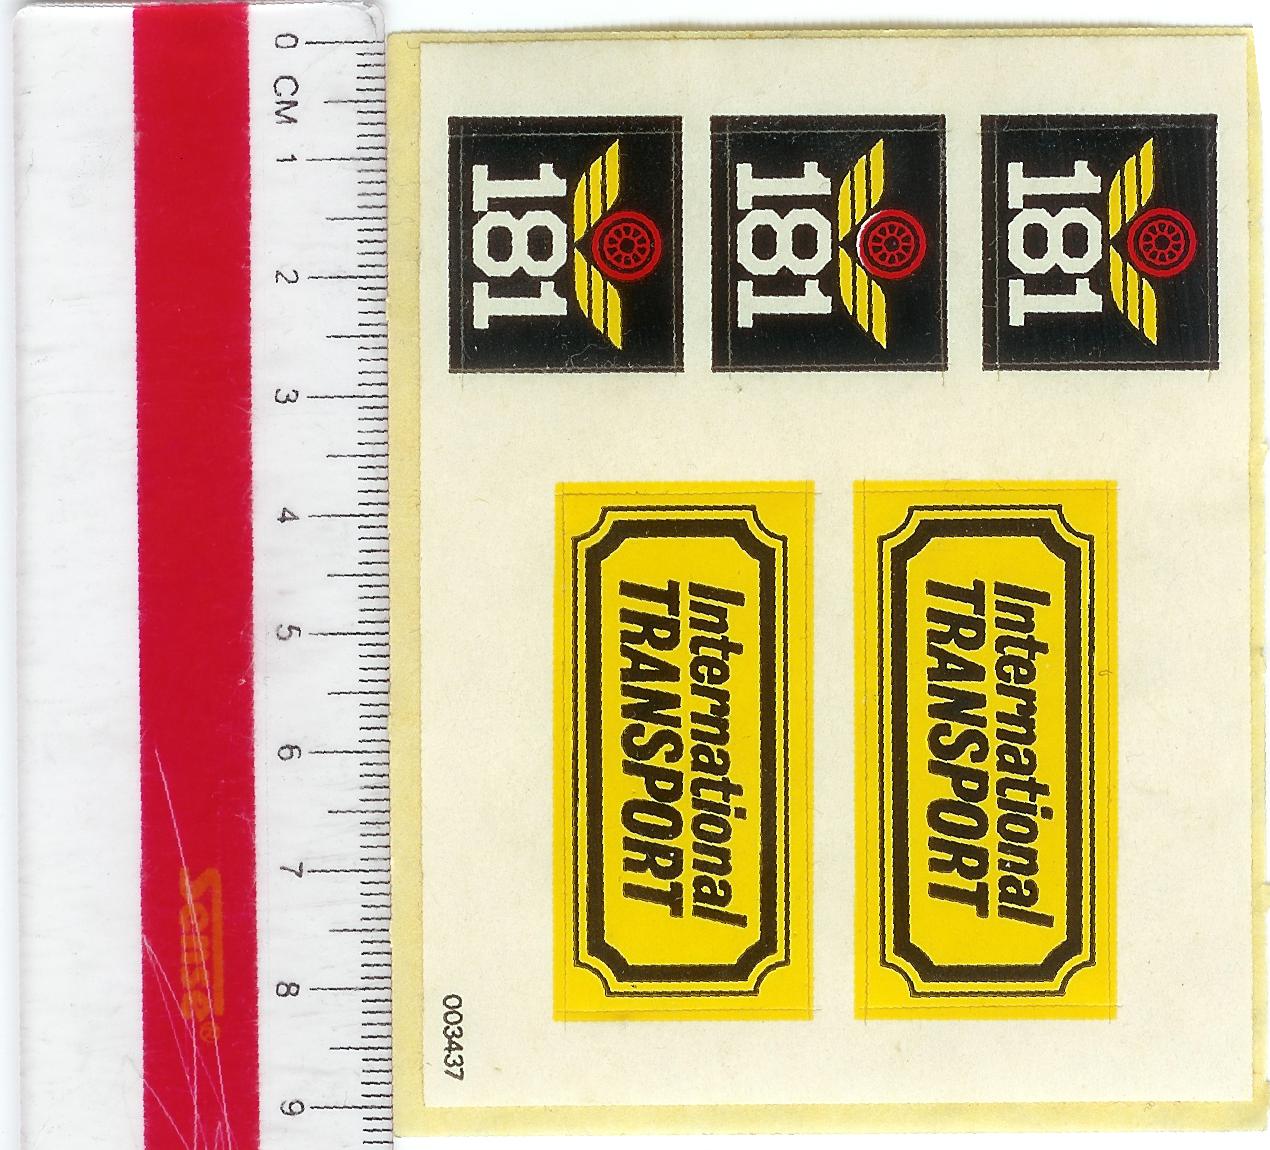 0 CM 1 2 3 4 5 6 7 8 9
Sense®
181
181
181
International
TRANSPORT
International
TRANSPORT
003437